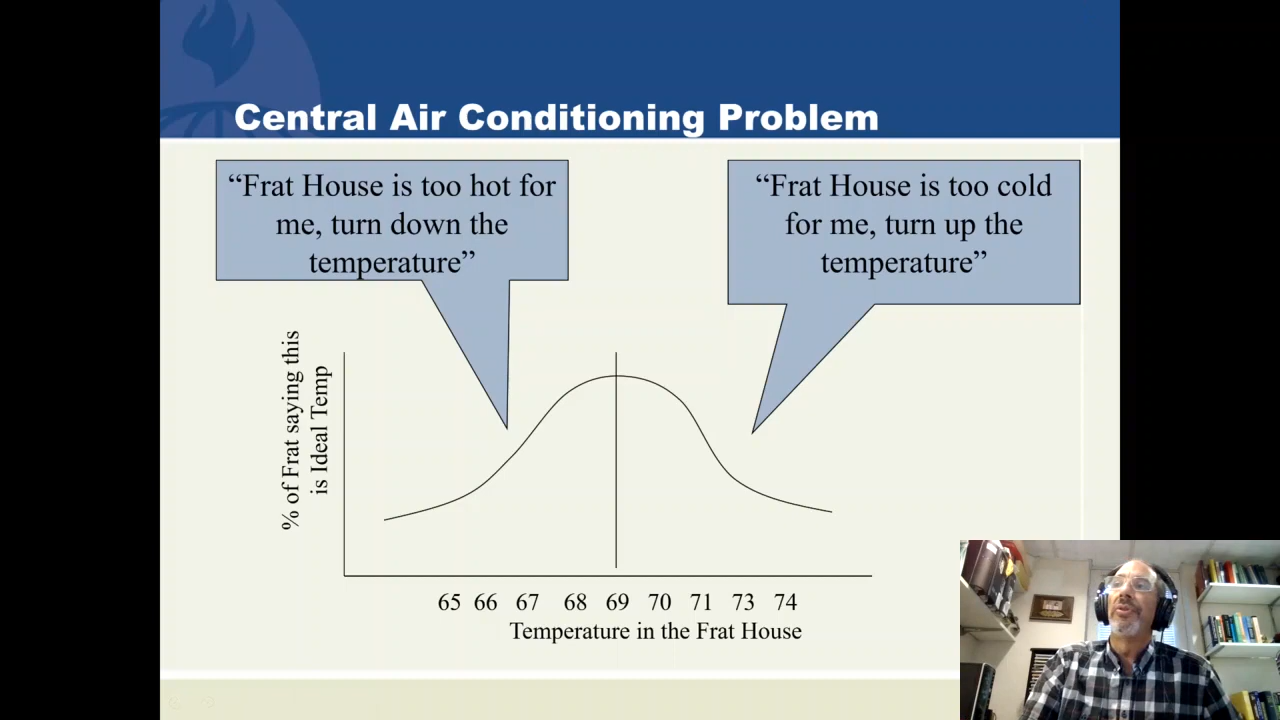 Central Air Conditioning Problem
“Frat House is too hot for
me, turn down the
temperature”
“Frat House is too cold
for me, turn up the
temperature”
% of Frat saying this
is Ideal Temp
65 66 67 68 69 70 71 73 74
Temperature in the Frat House